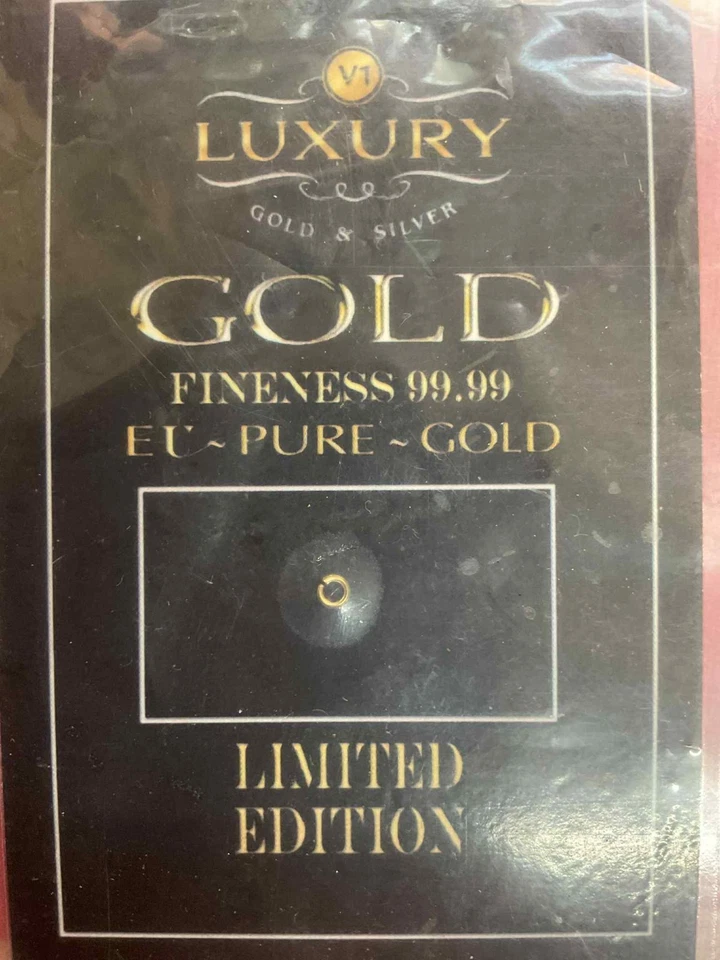 V1
LUXURY
GOLD & SILVER
GOLD
FINENESS 99.99
EU~PURE~GOLD
LIMITED
EDITION